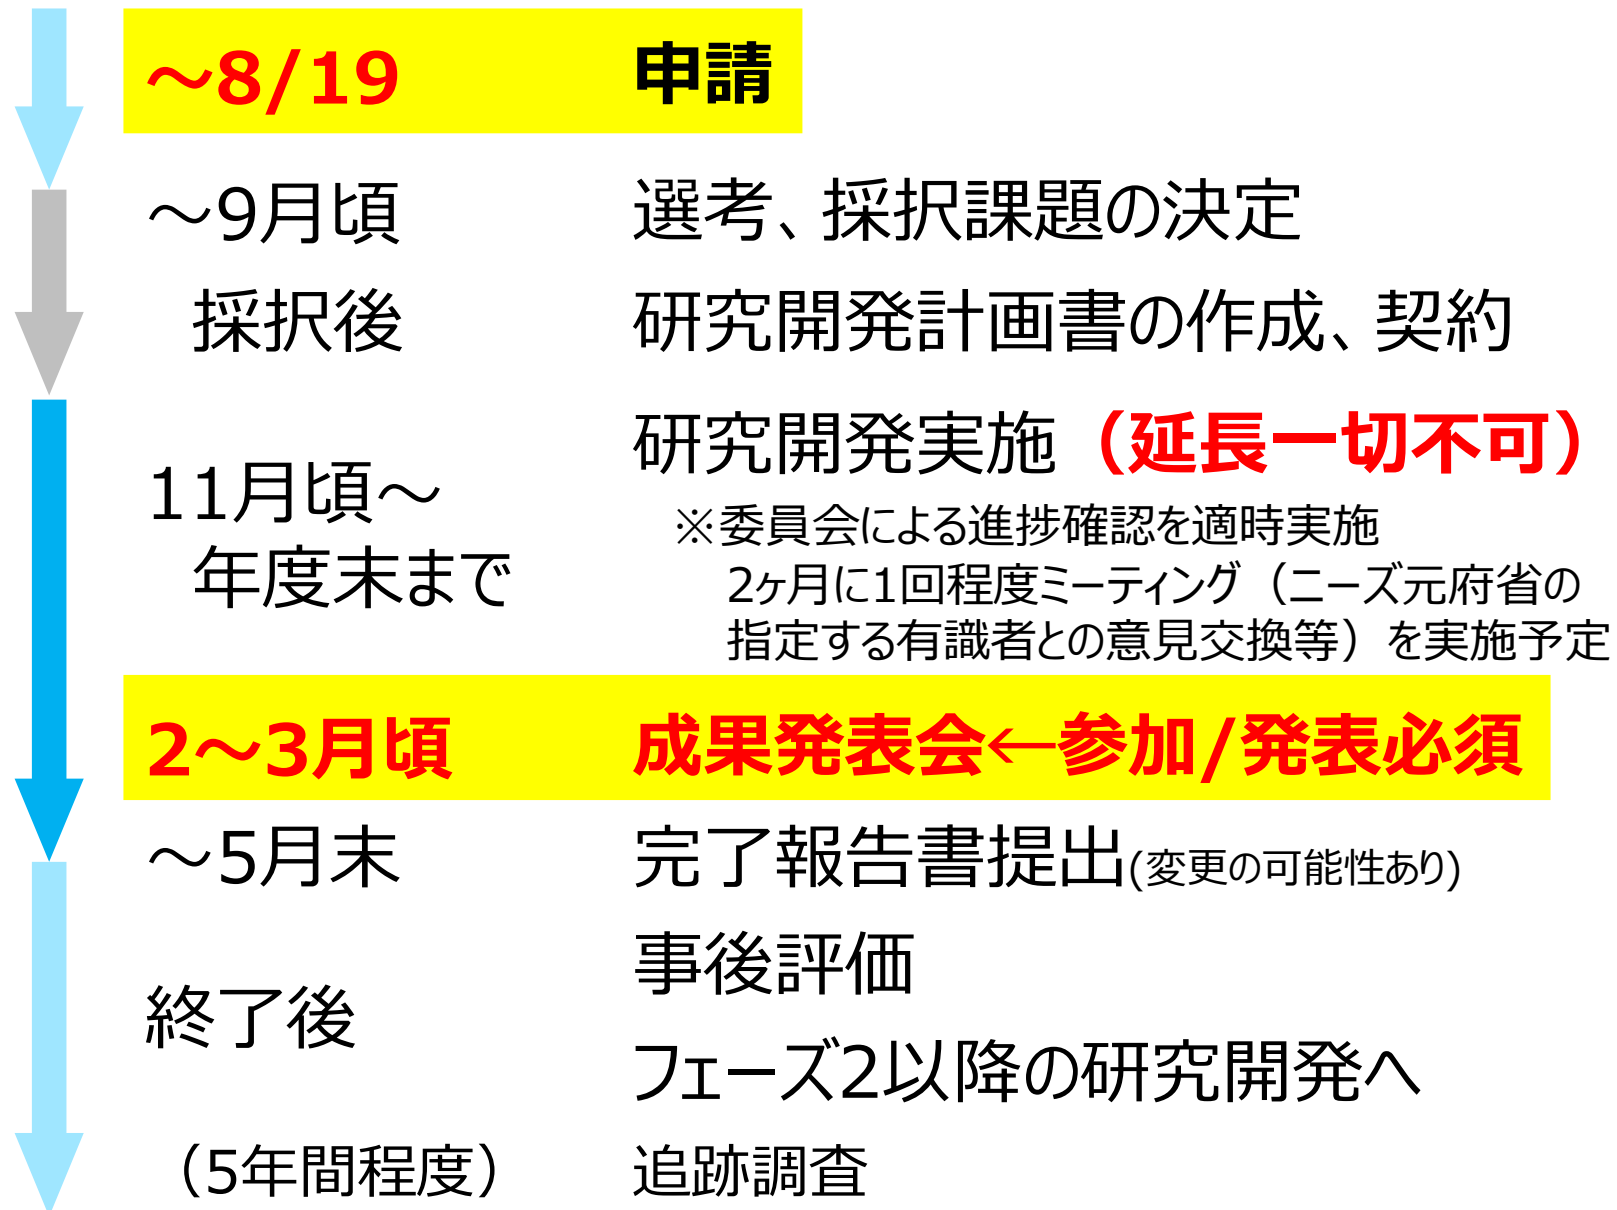 ～8/19 申請
～9月頃 選考、採択課題の決定
採択後 研究開発計画書の作成、契約
11月頃～
年度末まで
研究開発実施（延長一切不可）
※委員会による進捗確認を適時実施
2ヶ月に1回程度ミーティング（ニーズ元府省の
指定する有識者との意見交換等）を実施予定
2～3月頃 成果発表会←参加/発表必須
～5月末 完了報告書提出(変更の可能性あり)
終了後
事後評価
フェーズ2以降の研究開発へ
（5年間程度） 追跡調査